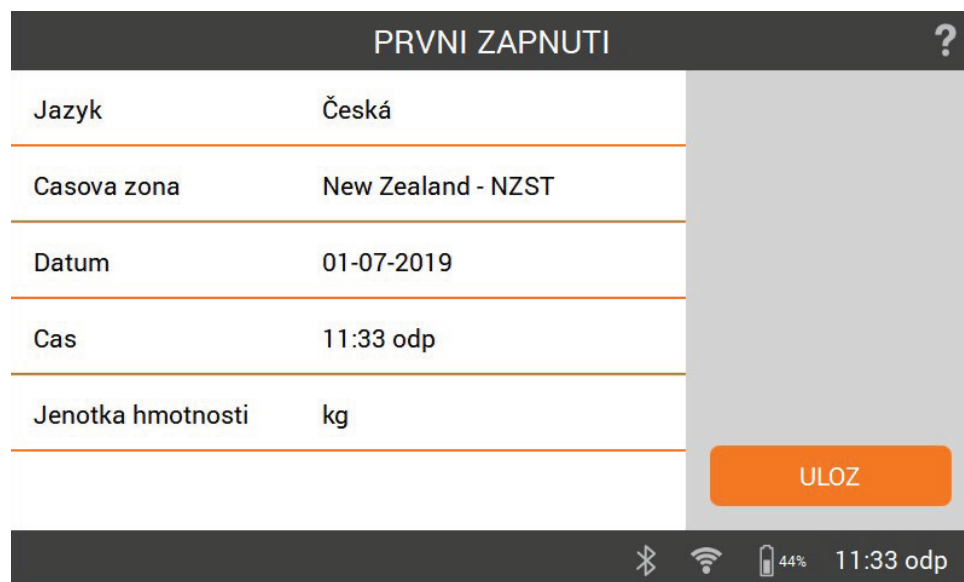 PRVNI ZAPNUTI ?
Jazyk Česká
Casova zona New Zealand - NZST
Datum 01-07-2019
Cas 11:33 odp
Jenotka hmotnosti kg
ULOZ
44% 11:33 odp